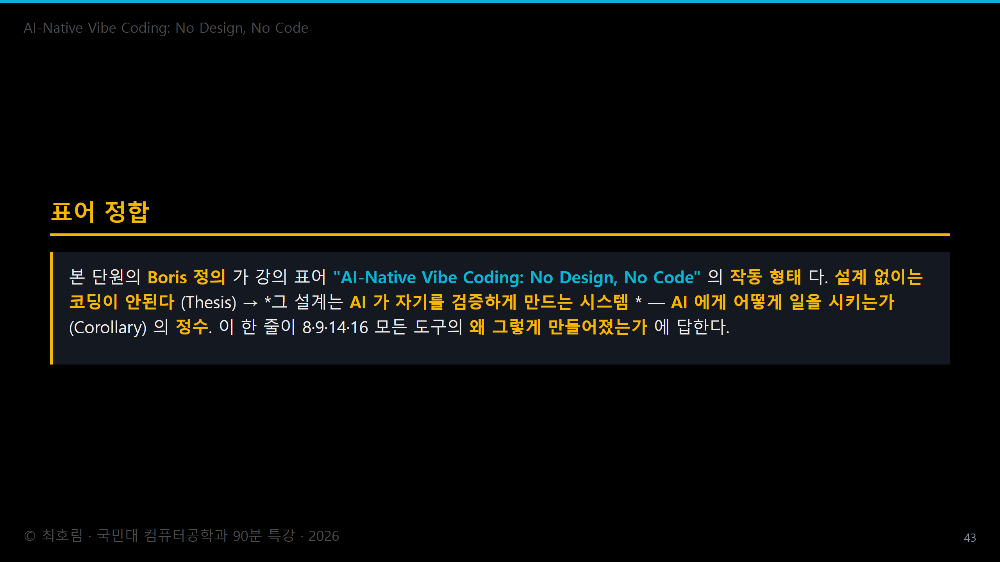 AI-Native Vibe Coding: No Design, No Code
표어 정합
본 단원의 Boris 정의 가 강의 표어 "AI-Native Vibe Coding: No Design, No Code" 의 작동 형태 다. 설계 없이는
코딩이 안된다 (Thesis) → *그 설계는 AI 가 자기를 검증하게 만드는 시스템 * — AI 에게 어떻게 일을 시키는가
(Corollary) 의 정수. 이 한 줄이 8·9·14·16 모든 도구의 왜 그렇게 만들어졌는가 에 답한다.
© 최호림 · 국민대 컴퓨터공학과 90분 특강 · 2026
43